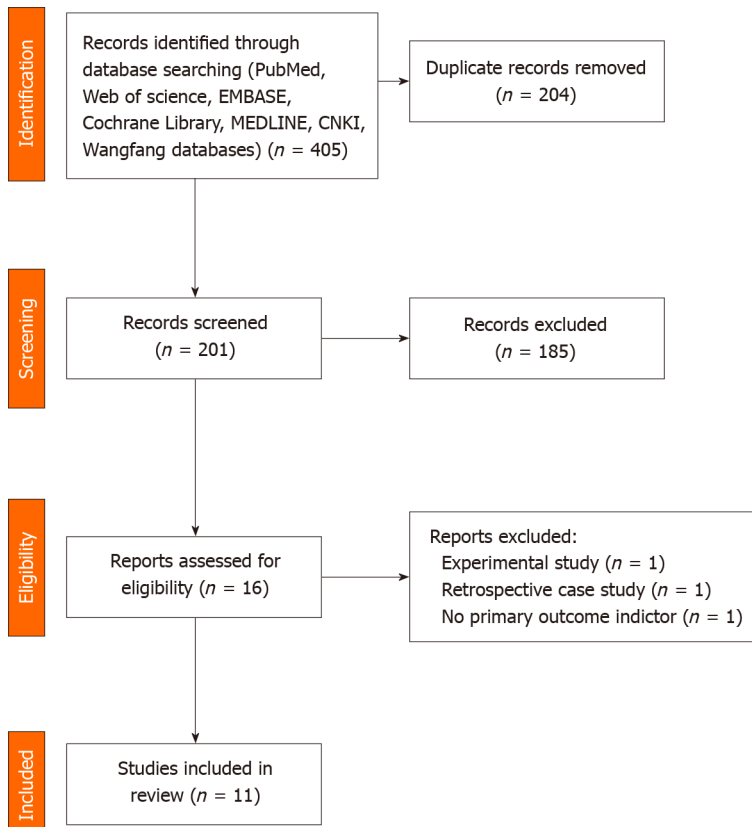 Identification
Records identified through
database searching (PubMed,
Web of science, EMBASE,
Cochrane Library, MEDLINE, CNKI,
Wangfang databases) (n = 405)
Duplicate records removed
(n = 204)
Screening
Records screened
(n = 201)
Records excluded
(n = 185)
Eligibility
Reports assessed for
eligibility (n = 16)
Reports excluded:
Experimental study (n = 1)
Retrospective case study (n = 1)
No primary outcome indictor (n = 1)
Included
Studies included in
review (n = 11)